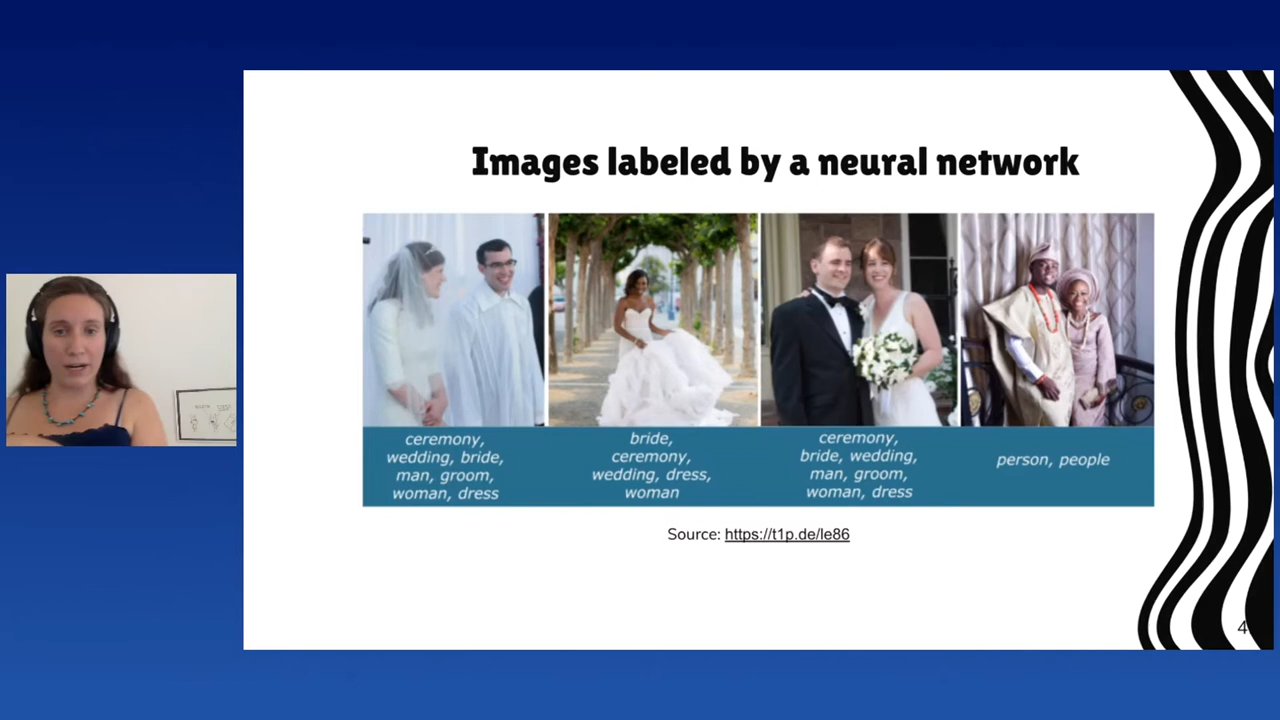 Images labeled by a neural network
ceremony,
wedding, bride,
man, groom,
woman, dress
bride,
ceremony,
wedding, dress,
woman
ceremony,
bride, wedding,
man, groom,
woman, dress
person, people
Source: https://t1p.de/le86
4